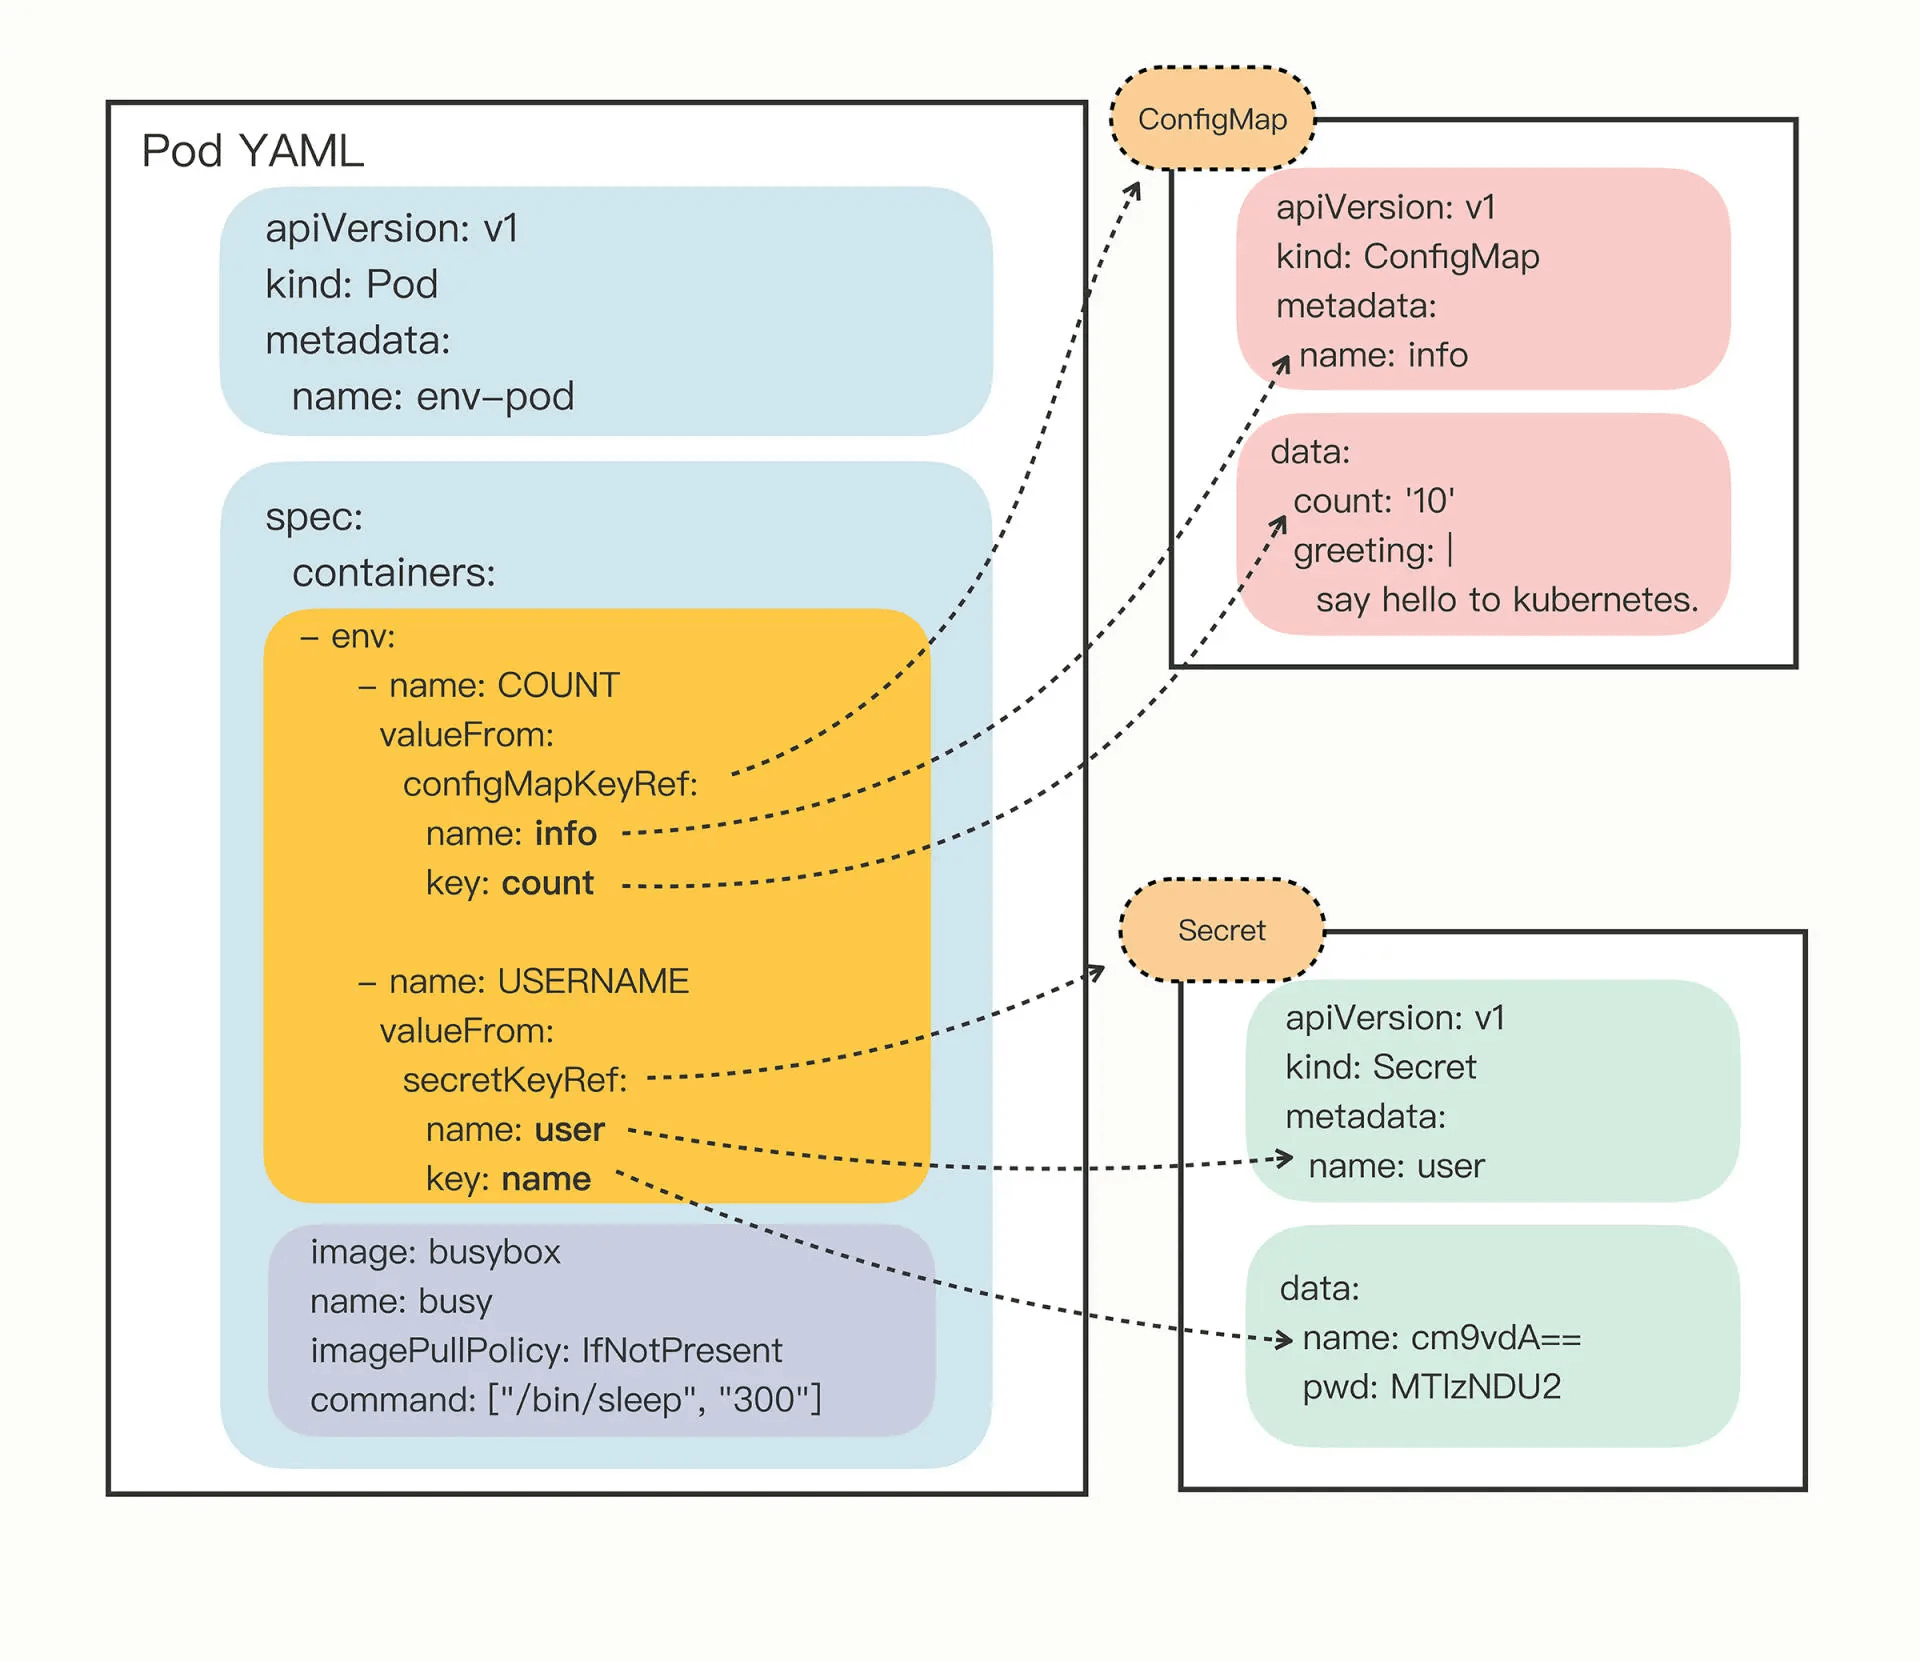 Pod YAML
apiVersion: v1
kind: Pod
metadata:
name: env-pod
spec:
containers:
- env:
- name: COUNT
valueFrom:
configMapKeyRef:
name: info
key: count
- name: USERNAME
valueFrom:
secretKeyRef:
name: user
key: name
image: busybox
name: busy
imagePullPolicy: IfNotPresent
command: ["/bin/sleep", "300"]
ConfigMap
apiVersion: v1
kind: ConfigMap
metadata:
name: info
data:
count: '10'
greeting: |
say hello to kubernetes.
Secret
apiVersion: v1
kind: Secret
metadata:
name: user
data:
name: cm9vdA==
pwd: MTIzNDU2